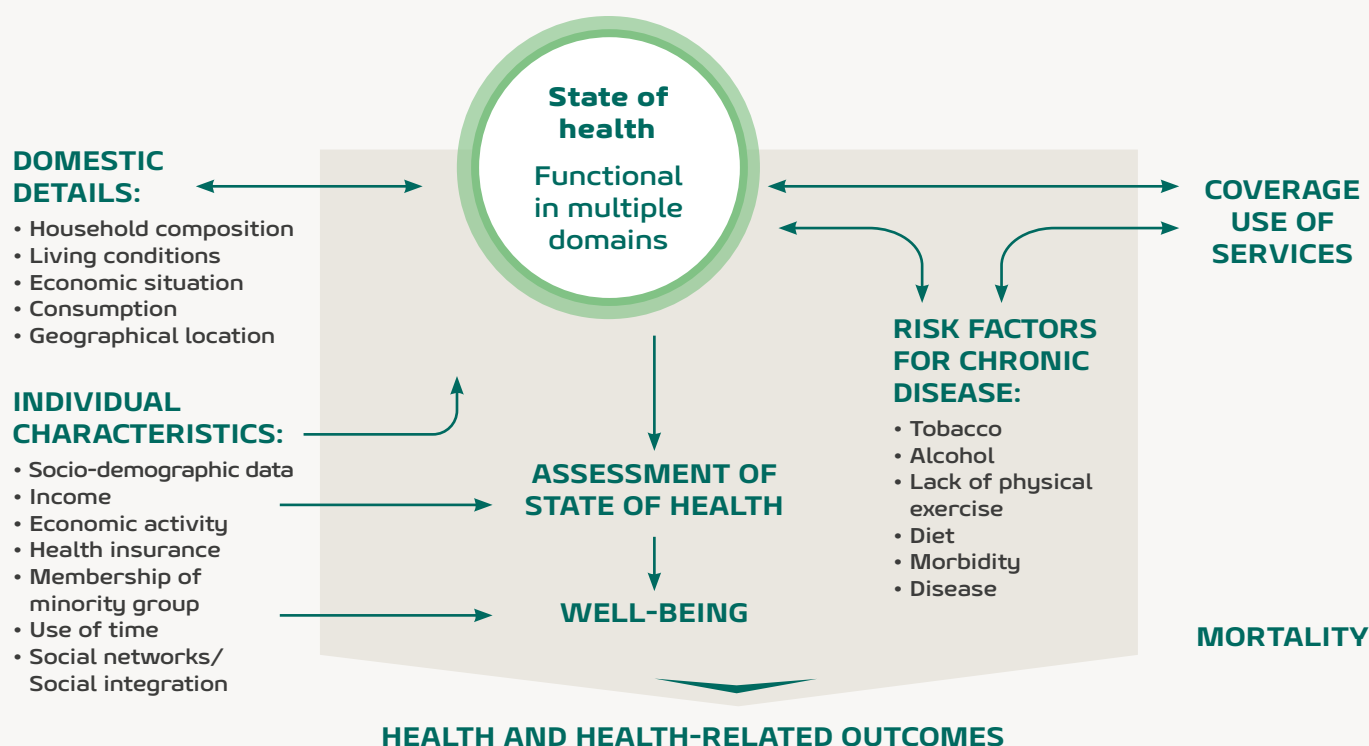 State of
health
Functional
in multiple
domains
DOMESTIC
DETAILS:
• Household composition
• Living conditions
• Economic situation
• Consumption
• Geographical location
INDIVIDUAL
CHARACTERISTICS:
• Socio-demographic data
• Income
• Economic activity
• Health insurance
• Membership of
minority group
• Use of time
• Social networks/
Social integration
ASSESSMENT OF
STATE OF HEALTH
WELL-BEING
RISK FACTORS
FOR CHRONIC
DISEASE:
• Tobacco
• Alcohol
• Lack of physical
exercise
• Diet
• Morbidity
• Disease
COVERAGE
USE OF
SERVICES
MORTALITY
HEALTH AND HEALTH-RELATED OUTCOMES